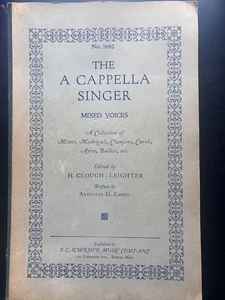 No. 1682
THE
A CAPPELLA
SINGER
MIXED VOICES
A Collection of
Motets, Madrigals, Chansons, Carols,
Ayres, Ballets, etc.
Edited by
H. CLOUGH-LEIGHTER
Preface by
AUGUSTUS D. ZANZIG
Published by
E. C. SCHIRMER MUSIC COMPANY
Boston, Mass.